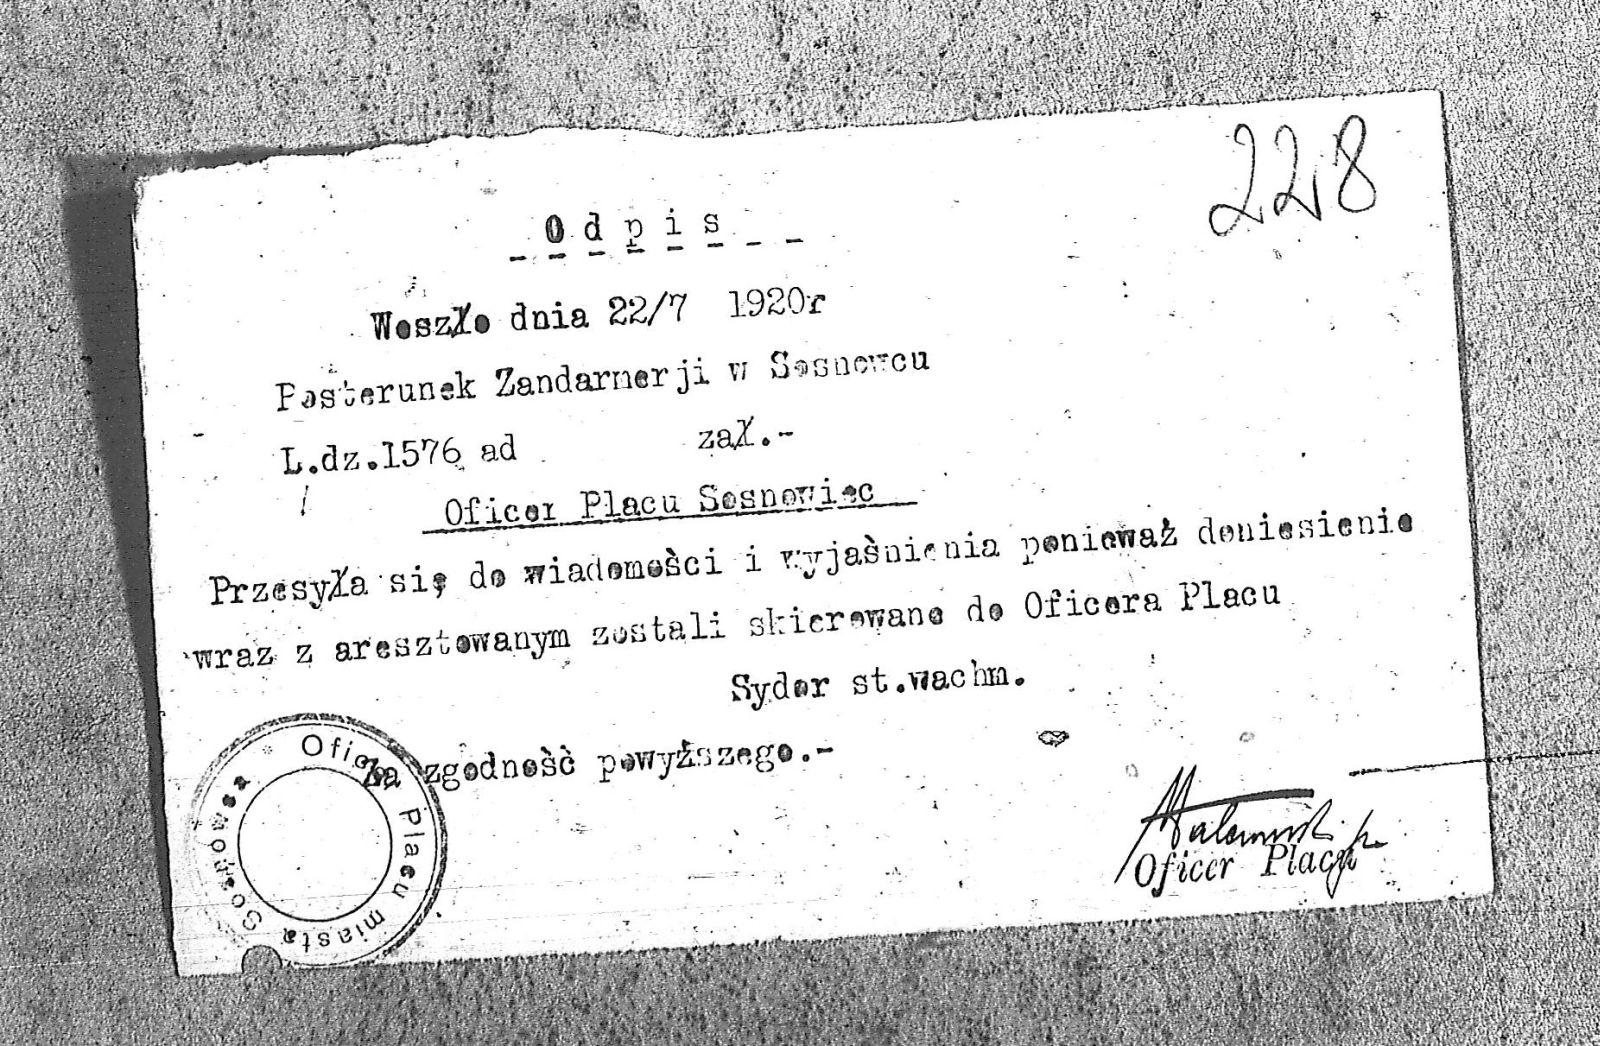 228
Odpis
Weszło dnia 22/7 1920r
Posterunek Zandarmerji w Sosnowcu
L.dz.1576 ad zał.-
Oficer Placu Sosnowiec
Przesyła się do wiadomości i wyjaśnienia ponieważ doniesienie
wraz z aresztowanym zostali skierowane do Oficera Placu
Syder st.wachm.
Za zgodność powyższego.-
Oficer Placu miasta Sosnowca
Oficer Placu